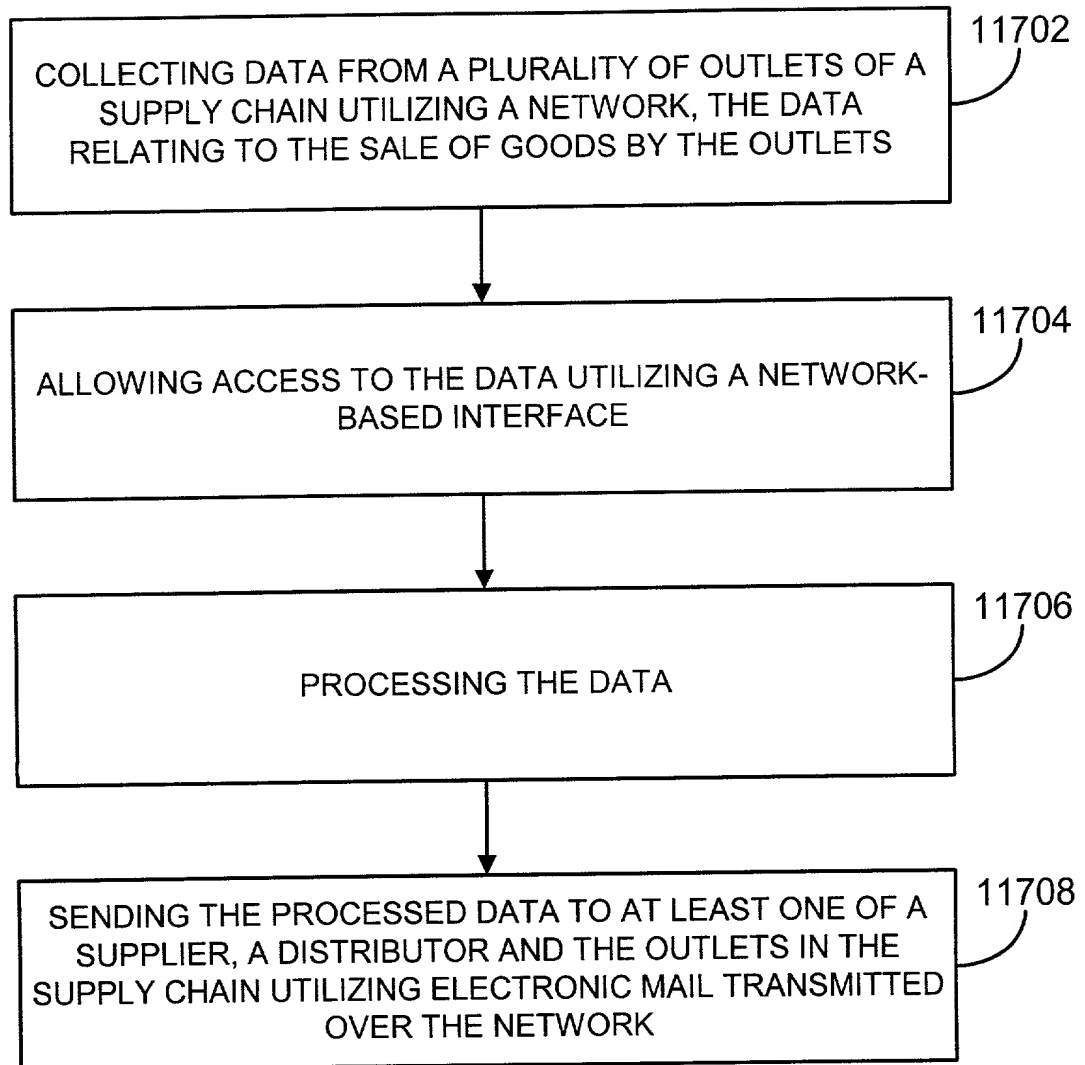 11702
COLLECTING DATA FROM A PLURALITY OF OUTLETS OF A
SUPPLY CHAIN UTILIZING A NETWORK, THE DATA
RELATING TO THE SALE OF GOODS BY THE OUTLETS
11704
ALLOWING ACCESS TO THE DATA UTILIZING A NETWORK-
BASED INTERFACE
11706
PROCESSING THE DATA
11708
SENDING THE PROCESSED DATA TO AT LEAST ONE OF A
SUPPLIER, A DISTRIBUTOR AND THE OUTLETS IN THE
SUPPLY CHAIN UTILIZING ELECTRONIC MAIL TRANSMITTED
OVER THE NETWORK